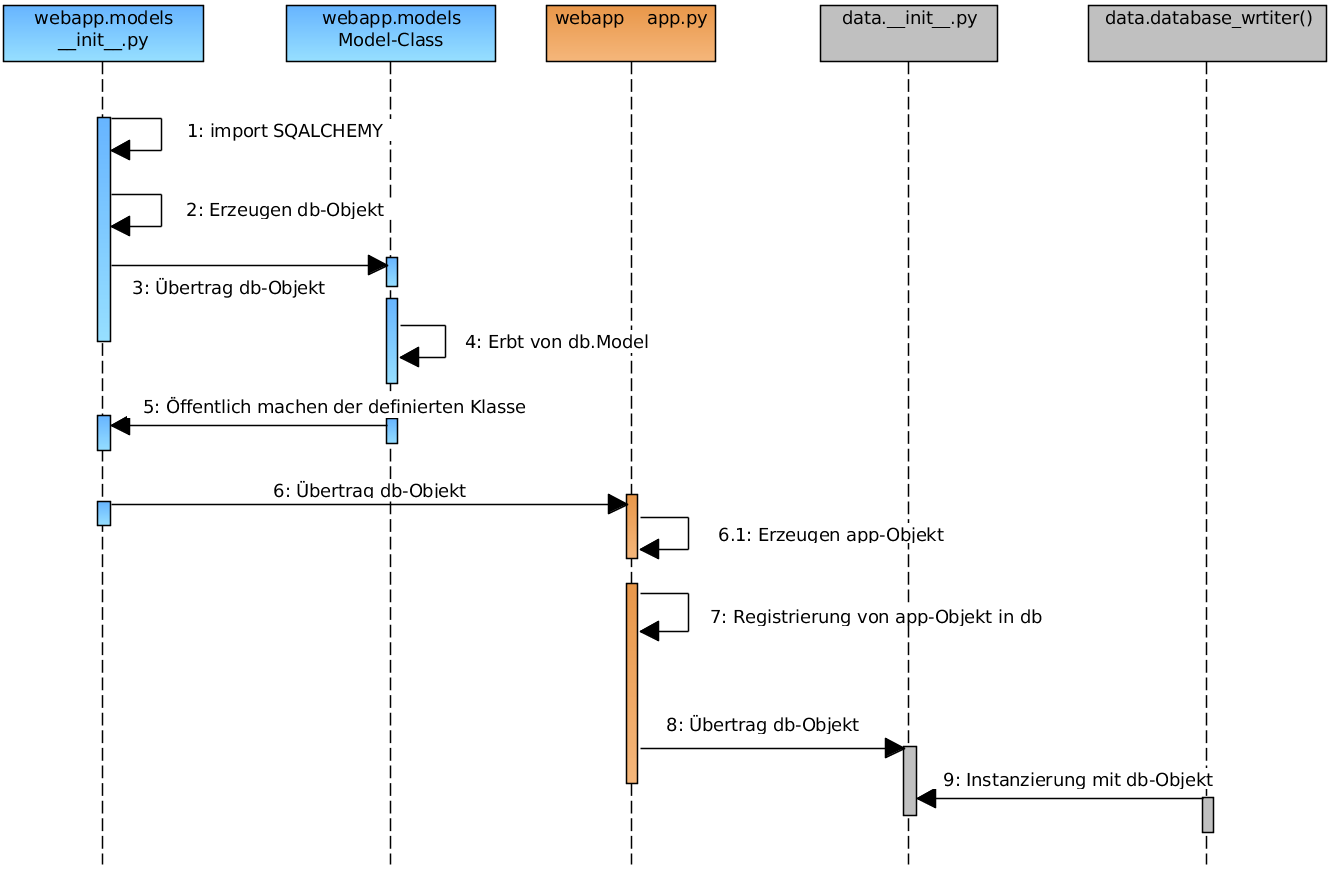 webapp.models
__init__.py
webapp.models
Model-Class
webapp app.py
data.__init__.py
data.database_wrtiter()
1: import SQALCHEMY
2: Erzeugen db-Objekt
3: Übertrag db-Objekt
4: Erbt von db.Model
5: Öffentlich machen der definierten Klasse
6: Übertrag db-Objekt
6.1: Erzeugen app-Objekt
7: Registrierung von app-Objekt in db
8: Übertrag db-Objekt
9: Instanzierung mit db-Objekt